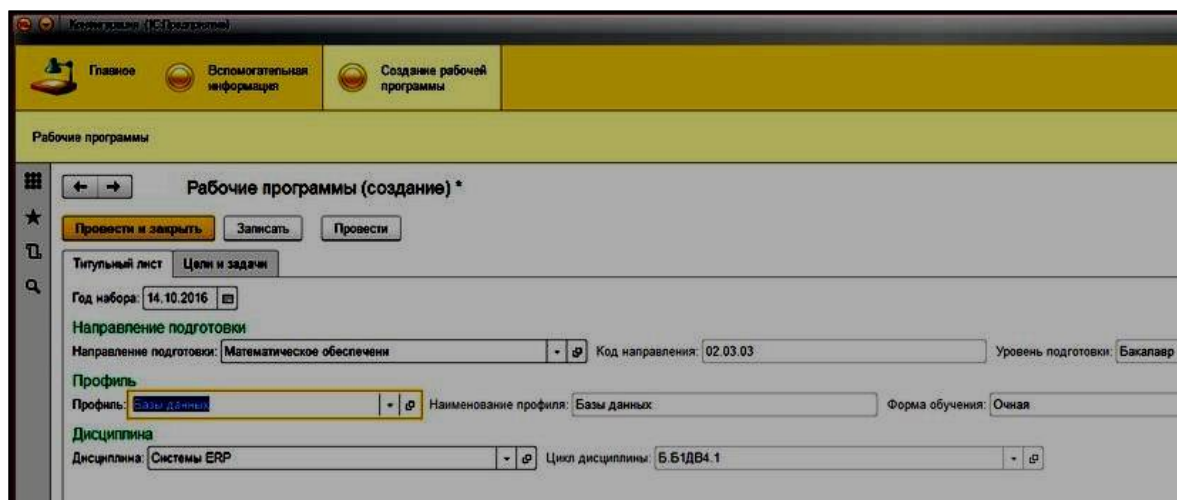 Конфигурация (1С:Предприятие)
Главное
Вспомогательная
информация
Создание рабочей
программы
Рабочие программы
Рабочие программы (создание) *
Провести и закрыть Записать Провести
Титульный лист Цели и задачи
Год набора: 14.10.2016
Направление подготовки
Направление подготовки: Математическое обеспечени Код направления: 02.03.03 Уровень подготовки: Бакалавр
Профиль
Профиль: Базы данных Наименование профиля: Базы данных Форма обучения: Очная
Дисциплина
Дисциплина: Системы ERP Цикл дисциплины: Б.Б1ДВ4.1